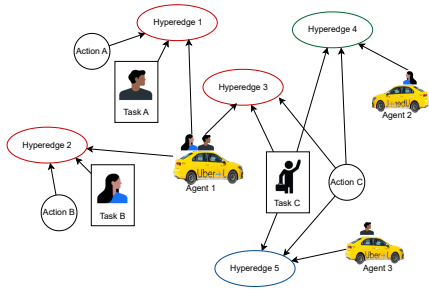 Hyperedge 1
Hyperedge 4
Action A
Hyperedge 3
Task A
Agent 2
Hyperedge 2
Uber
Agent 1
Task C
Action C
Action B
Task B
Hyperedge 5
Agent 3